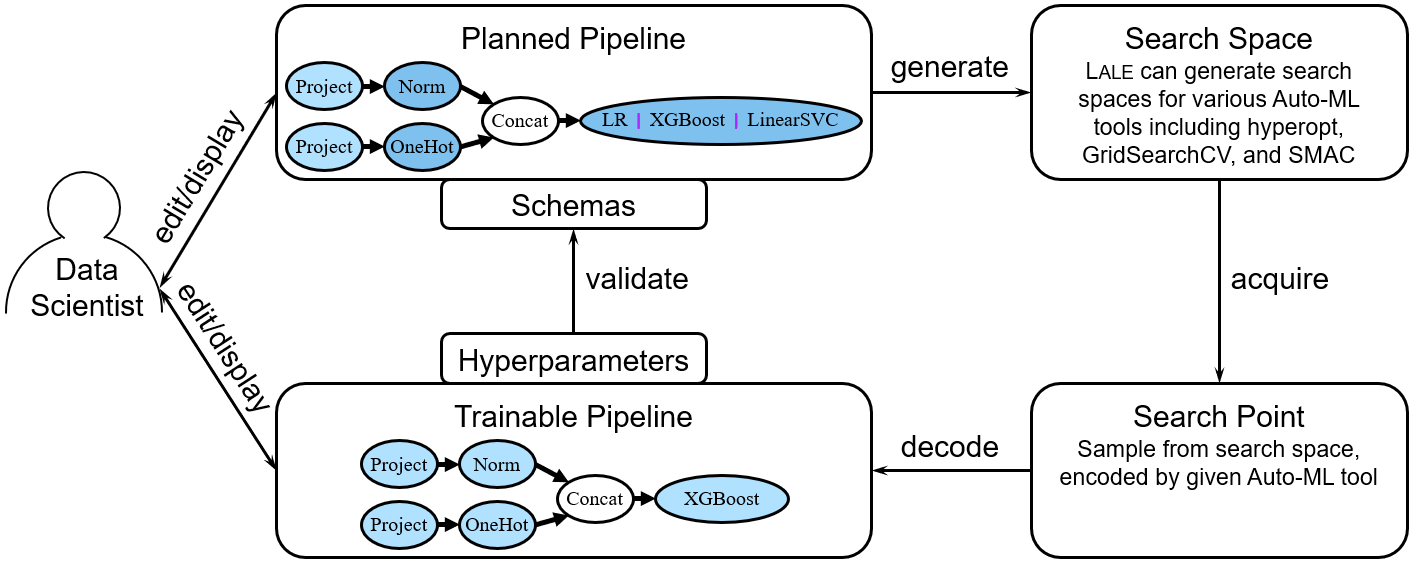 Planned Pipeline
Project
Norm
Project
OneHot
Concat
LR | XGBoost | LinearSVC
generate
Search Space
LALE can generate search
spaces for various Auto-ML
tools including hyperopt,
GridSearchCV, and SMAC
edit/display
Schemas
Data
Scientist
validate
acquire
edit/display
Hyperparameters
Trainable Pipeline
Project
Norm
Project
OneHot
Concat
XGBoost
decode
Search Point
Sample from search space,
encoded by given Auto-ML tool